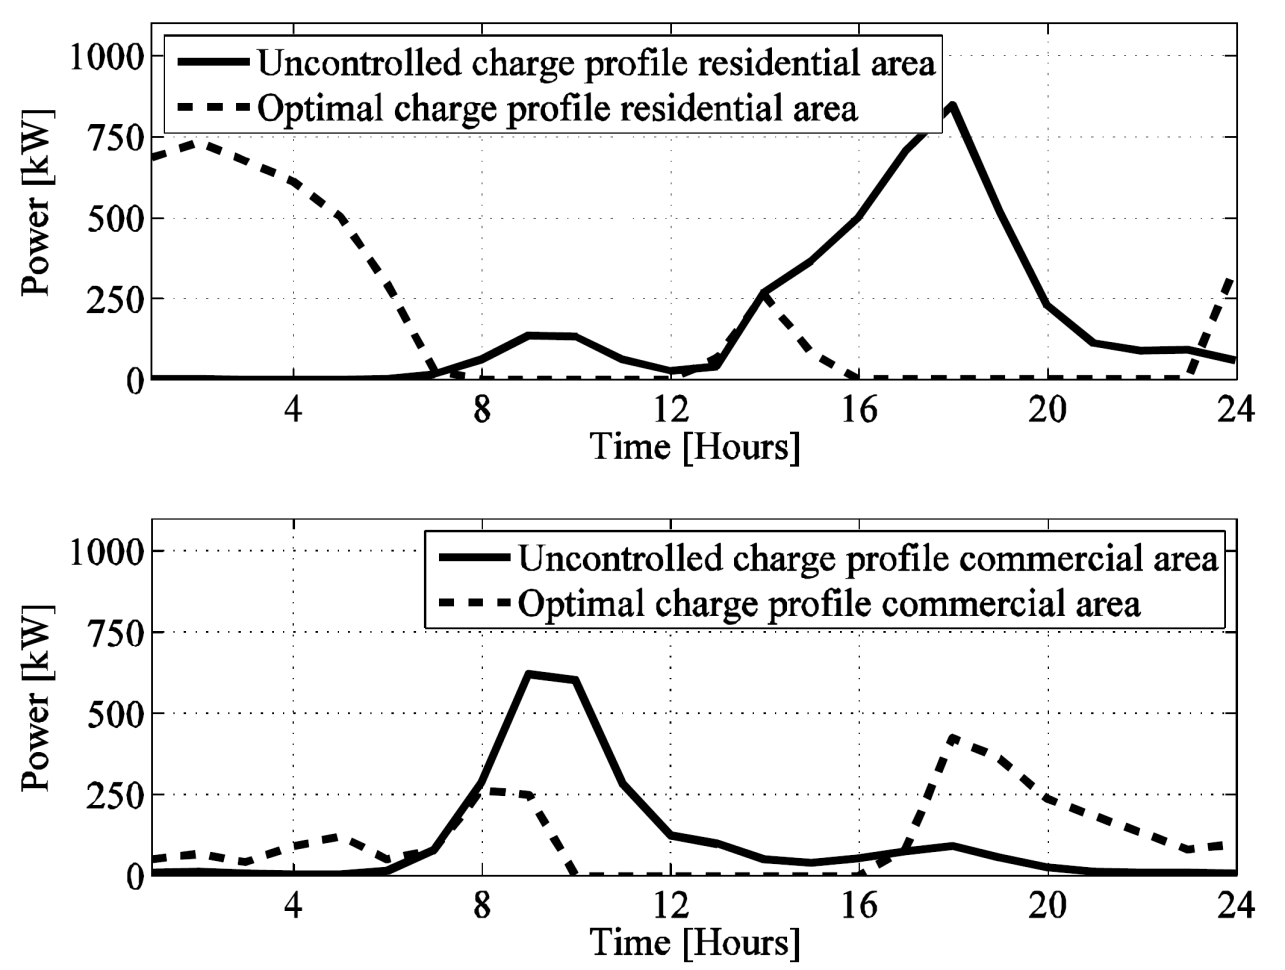 1000
750
500
250
0
Power [kW]
Uncontrolled charge profile residential area
Optimal charge profile residential area
4 8 12 16 20 24
Time [Hours]
1000
750
500
250
0
Power [kW]
Uncontrolled charge profile commercial area
Optimal charge profile commercial area
4 8 12 16 20 24
Time [Hours]